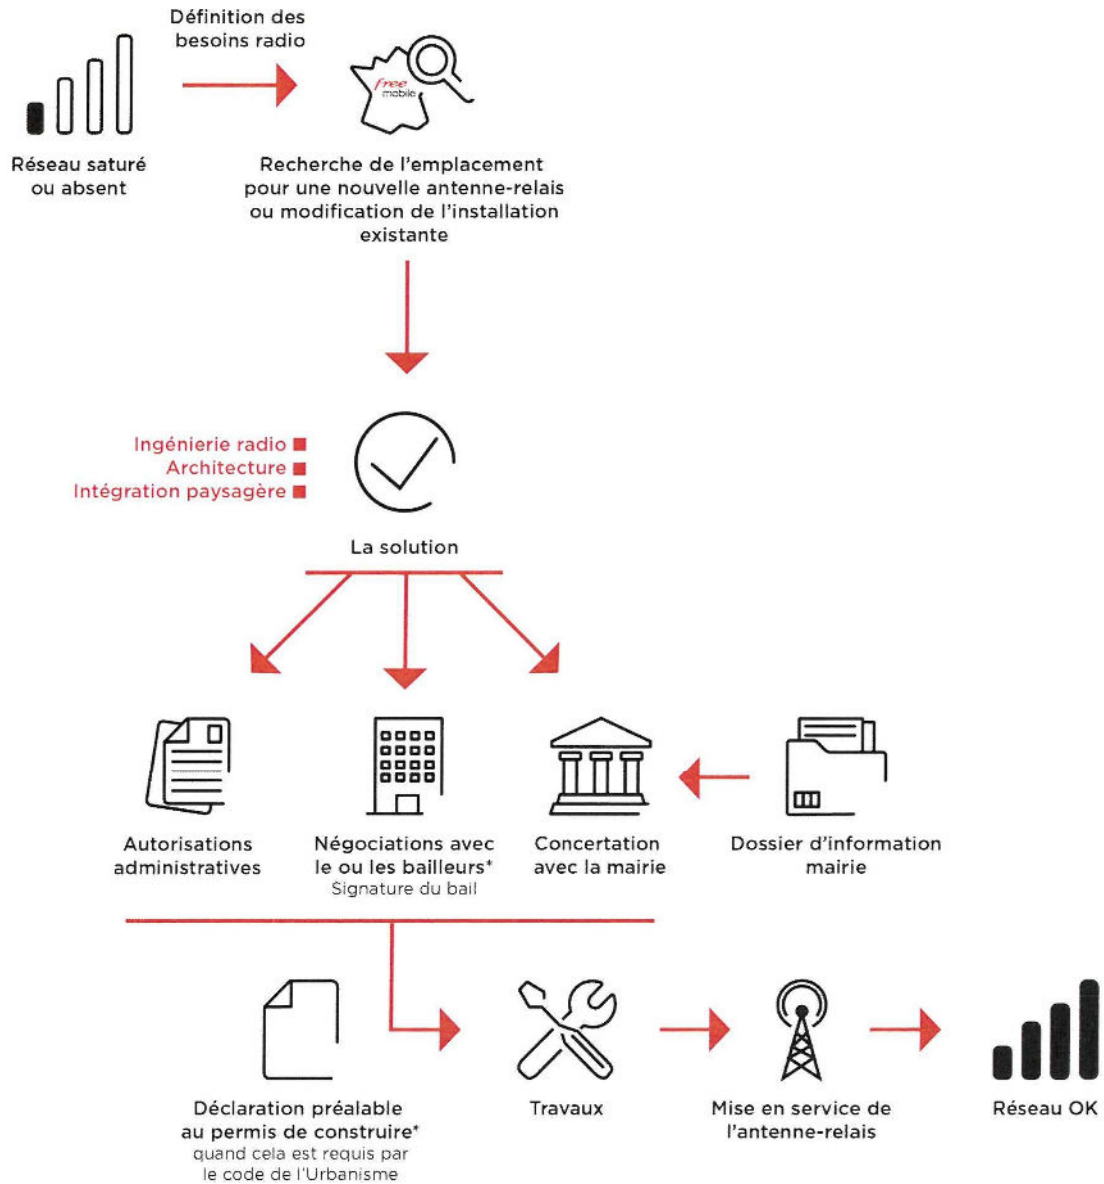 Définition des
besoins radio
free
mobile
Réseau saturé
ou absent
Recherche de l'emplacement
pour une nouvelle antenne-relais
ou modification de l'installation
existante
Ingénierie radio
Architecture
Intégration paysagère
La solution
Autorisations
administratives
Négociations avec
le ou les bailleurs*
Signature du bail
Concertation
avec la mairie
Dossier d'information
mairie
Déclaration préalable
au permis de construire*
quand cela est requis par
le code de l'Urbanisme
Travaux
Mise en service de
l'antenne-relais
Réseau OK